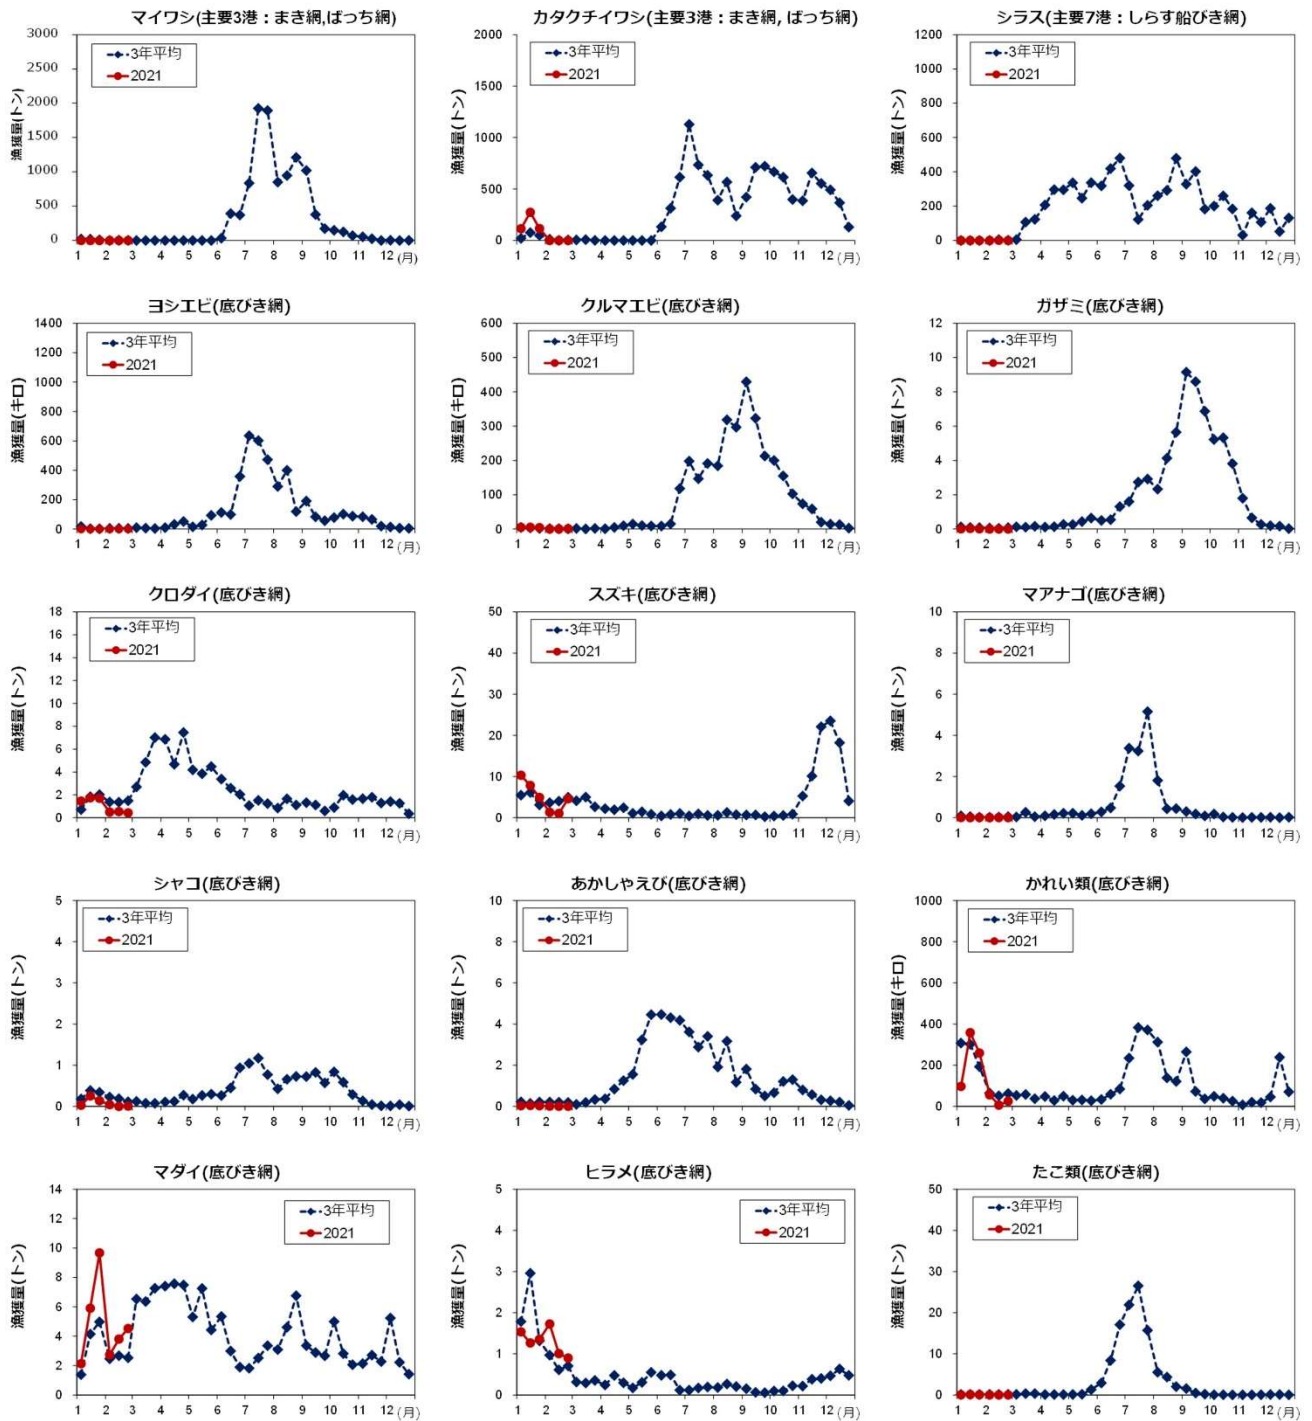 マイワシ(主要3港：まき網,ばっち網)
漁獲量(トン)
3000
2500
2000
1500
1000
500
0
3年平均
2021
1 2 3 4 5 6 7 8 9 10 11 12 (月)
カタクチイワシ(主要3港：まき網, ばっち網)
漁獲量(トン)
2000
1500
1000
500
0
3年平均
2021
1 2 3 4 5 6 7 8 9 10 11 12 (月)
シラス(主要7港：しらす船びき網)
漁獲量(トン)
1200
1000
800
600
400
200
0
3年平均
2021
1 2 3 4 5 6 7 8 9 10 11 12 (月)
ヨシエビ(底びき網)
漁獲量(キロ)
1400
1200
1000
800
600
400
200
0
3年平均
2021
1 2 3 4 5 6 7 8 9 10 11 12 (月)
クルマエビ(底びき網)
漁獲量(キロ)
600
500
400
300
200
100
0
3年平均
2021
1 2 3 4 5 6 7 8 9 10 11 12 (月)
ガザミ(底びき網)
漁獲量(トン)
12
10
8
6
4
2
0
3年平均
2021
1 2 3 4 5 6 7 8 9 10 11 12 (月)
クロダイ(底びき網)
漁獲量(トン)
18
16
14
12
10
8
6
4
2
0
3年平均
2021
1 2 3 4 5 6 7 8 9 10 11 12 (月)
スズキ(底びき網)
漁獲量(トン)
50
40
30
20
10
0
3年平均
2021
1 2 3 4 5 6 7 8 9 10 11 12 (月)
マアナゴ(底びき網)
漁獲量(トン)
10
8
6
4
2
0
3年平均
2021
1 2 3 4 5 6 7 8 9 10 11 12 (月)
シャコ(底びき網)
漁獲量(トン)
5
4
3
2
1
0
3年平均
2021
1 2 3 4 5 6 7 8 9 10 11 12 (月)
あかしゃえび(底びき網)
漁獲量(トン)
10
8
6
4
2
0
3年平均
2021
1 2 3 4 5 6 7 8 9 10 11 12 (月)
かれい類(底びき網)
漁獲量(キロ)
1000
800
600
400
200
0
3年平均
2021
1 2 3 4 5 6 7 8 9 10 11 12 (月)
マダイ(底びき網)
漁獲量(トン)
14
12
10
8
6
4
2
0
3年平均
2021
1 2 3 4 5 6 7 8 9 10 11 12 (月)
ヒラメ(底びき網)
漁獲量(トン)
5
4
3
2
1
0
3年平均
2021
1 2 3 4 5 6 7 8 9 10 11 12 (月)
たこ類(底びき網)
漁獲量(トン)
50
40
30
20
10
0
3年平均
2021
1 2 3 4 5 6 7 8 9 10 11 12 (月)